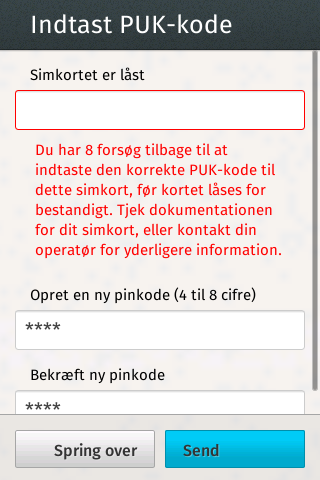 Indtast PUK-kode
Simkortet er låst
Du har 8 forsøg tilbage til at
indtaste den korrekte PUK-kode til
dette simkort, før kortet låses for
bestandigt. Tjek dokumentationen
for dit simkort, eller kontakt din
operatør for yderligere information.
Opret en ny pinkode (4 til 8 cifre)
****
Bekræft ny pinkode
****
Spring over
Send